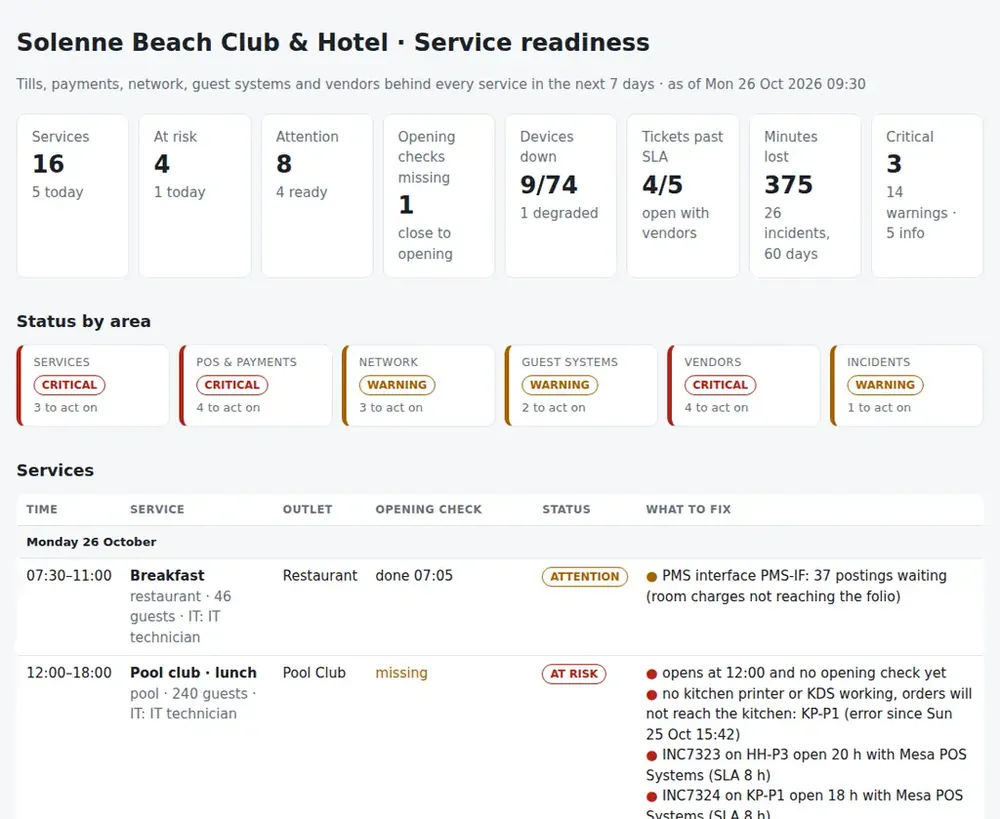 Solenne Beach Club & Hotel · Service readiness
Tills, payments, network, guest systems and vendors behind every service in the next 7 days · as of Mon 26 Oct 2026 09:30
Services
16
5 today
At risk
4
1 today
Attention
8
4 ready
Opening
checks
missing
1
close to
opening
Devices
down
9/74
1 degraded
Tickets past
SLA
4/5
open with
vendors
Minutes
lost
375
26
incidents,
60 days
Critical
3
14
warnings ·
5 info
Status by area
SERVICES
CRITICAL
3 to act on
POS & PAYMENTS
CRITICAL
4 to act on
NETWORK
WARNING
3 to act on
GUEST SYSTEMS
WARNING
2 to act on
VENDORS
CRITICAL
4 to act on
INCIDENTS
WARNING
1 to act on
Services
TIME SERVICE OUTLET OPENING CHECK STATUS WHAT TO FIX
Monday 26 October
07:30–11:00
Breakfast
restaurant · 46
guests · IT: IT
technician
Restaurant
done 07:05
ATTENTION
PMS interface PMS-IF: 37 postings waiting
(room charges not reaching the folio)
12:00–18:00
Pool club · lunch
pool · 240 guests ·
IT: IT technician
Pool Club
missing
AT RISK
opens at 12:00 and no opening check yet
no kitchen printer or KDS working, orders will
not reach the kitchen: KP-P1 (error since Sun
25 Oct 15:42)
INC7323 on HH-P3 open 20 h with Mesa POS
Systems (SLA 8 h)
INC7324 on KP-P1 open 18 h with Mesa POS
Systems (SLA 8 h)